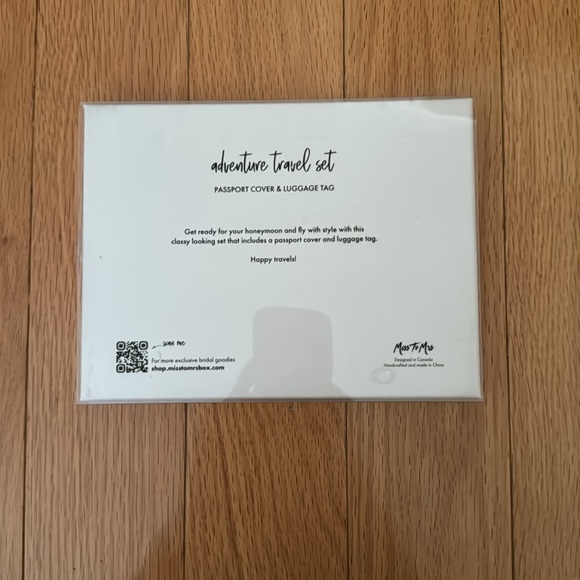 adventure travel set
PASSPORT COVER & LUGGAGE TAG
Get ready for your honeymoon and fly with style with this
classy looking set that includes a passport cover and luggage tag.
Happy travels!
scan me
For more exclusive bridal goodies
shop.misstomrsbox.com
Miss To Mrs
Designed in Canada
Handcrafted and made in China